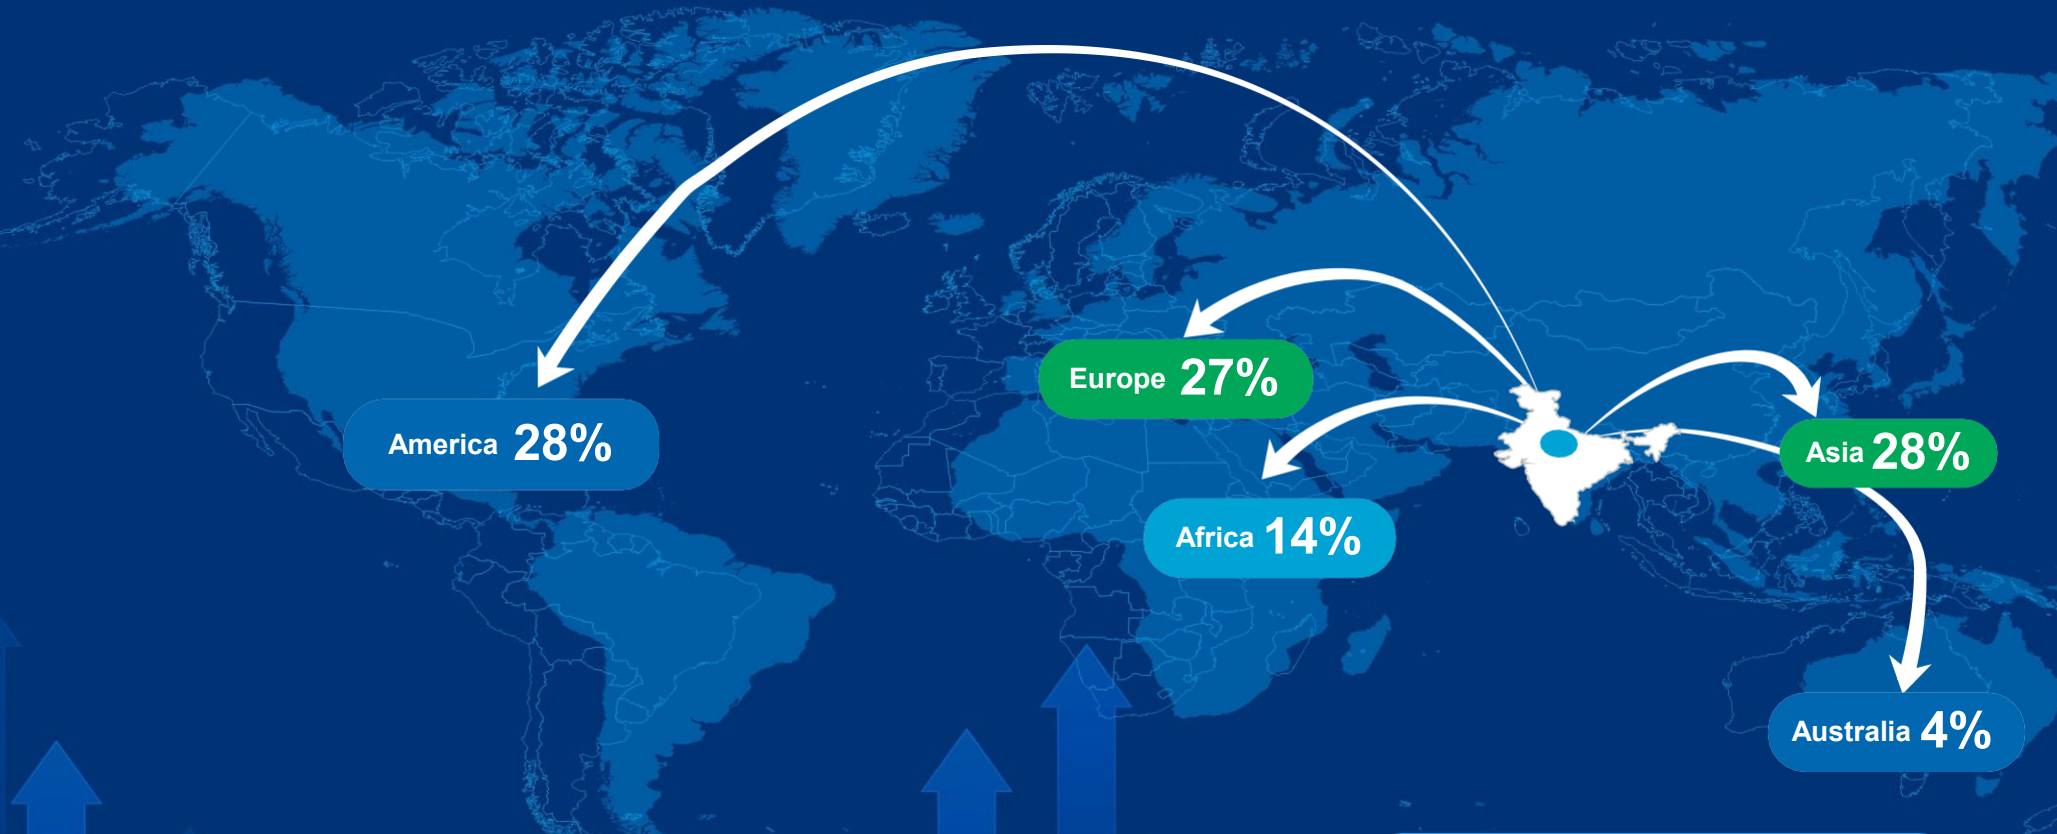 Europe 27%
America 28%
Asia 28%
Africa 14%
Australia 4%